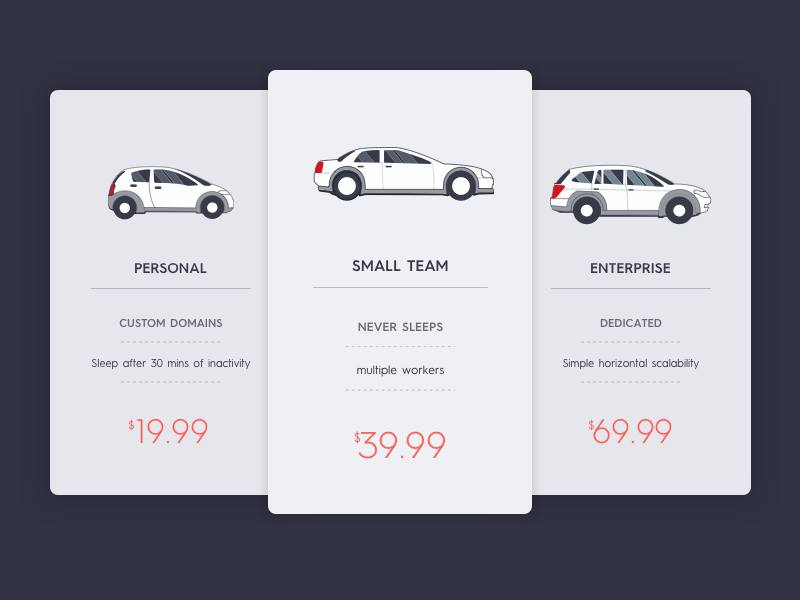 PERSONAL
CUSTOM DOMAINS
Sleep after 30 mins of inactivity
$19.99
SMALL TEAM
NEVER SLEEPS
multiple workers
$39.99
ENTERPRISE
DEDICATED
Simple horizontal scalability
$69.99